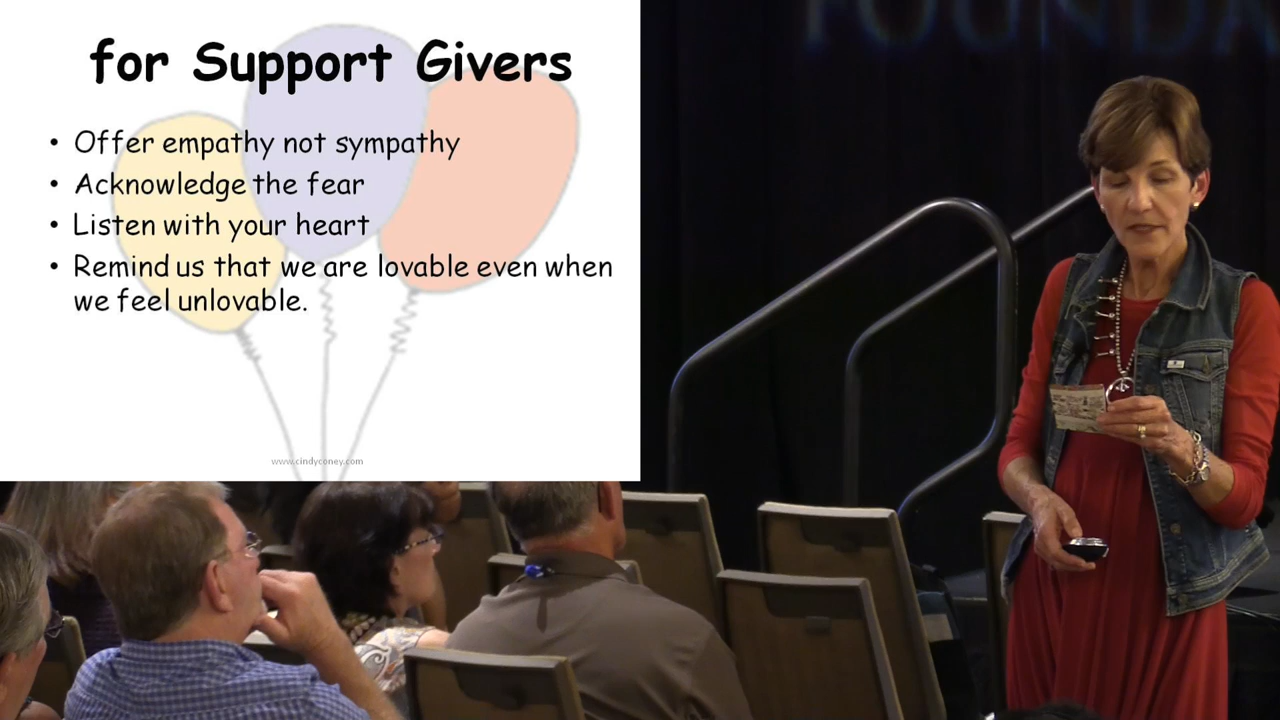 FOUNDA
for Support Givers
• Offer empathy not sympathy
• Acknowledge the fear
• Listen with your heart
• Remind us that we are lovable even when
we feel unlovable.
www.cindyconey.com